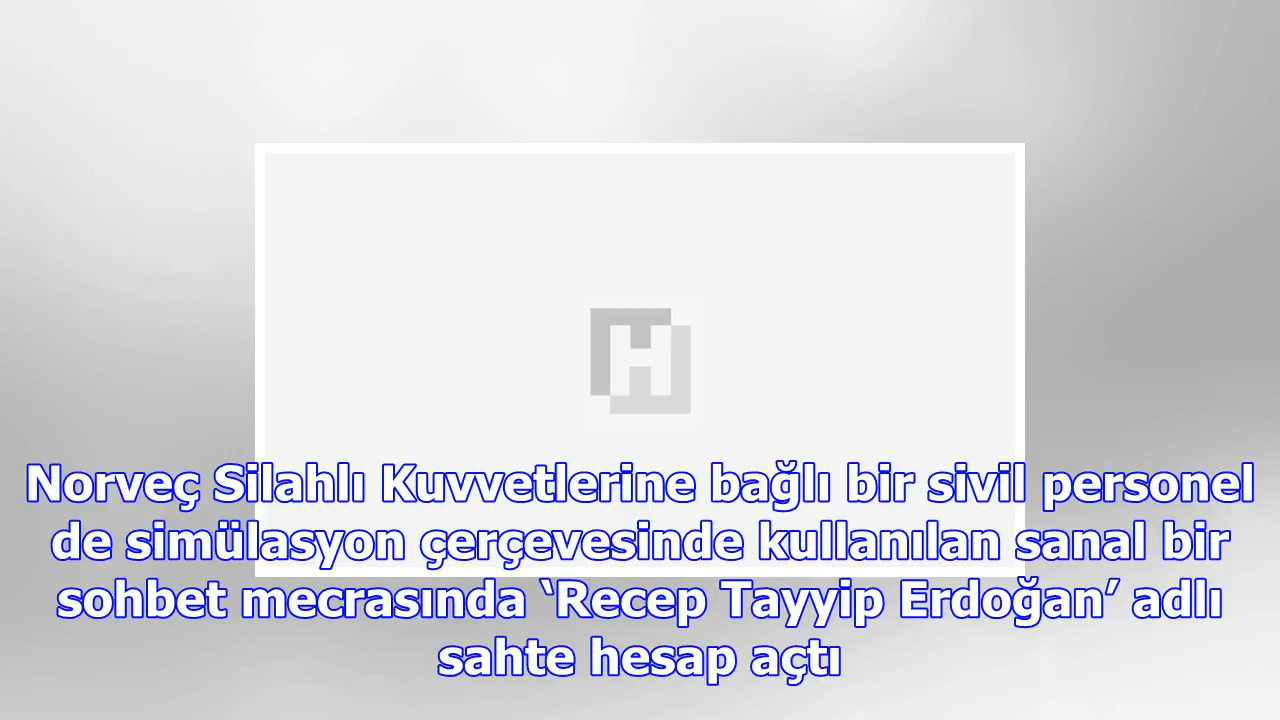 H
Norveç Silahlı Kuvvetlerine bağlı bir sivil personel
de simülasyon çerçevesinde kullanılan sanal bir
sohbet mecrasında ‘Recep Tayyip Erdoğan’ adlı
sahte hesap açtı